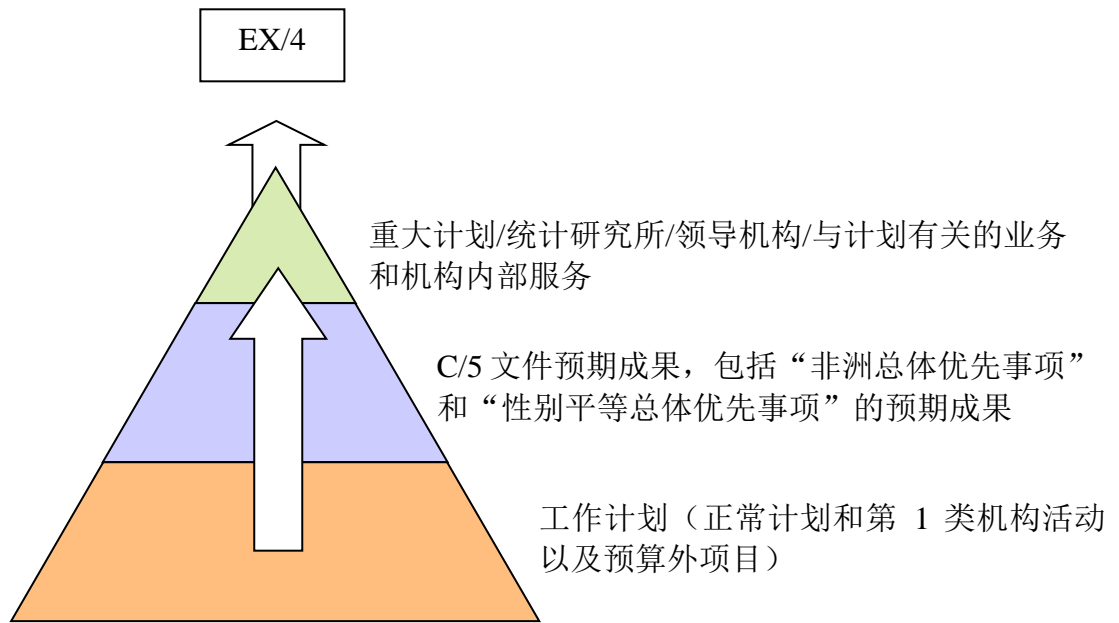 EX/4
重大计划/统计研究所/领导机构/与计划有关的业务
和机构内部服务
C/5 文件预期成果，包括“非洲总体优先事项”
和“性别平等总体优先事项”的预期成果
工作计划（正常计划和第 1 类机构活动
以及预算外项目）